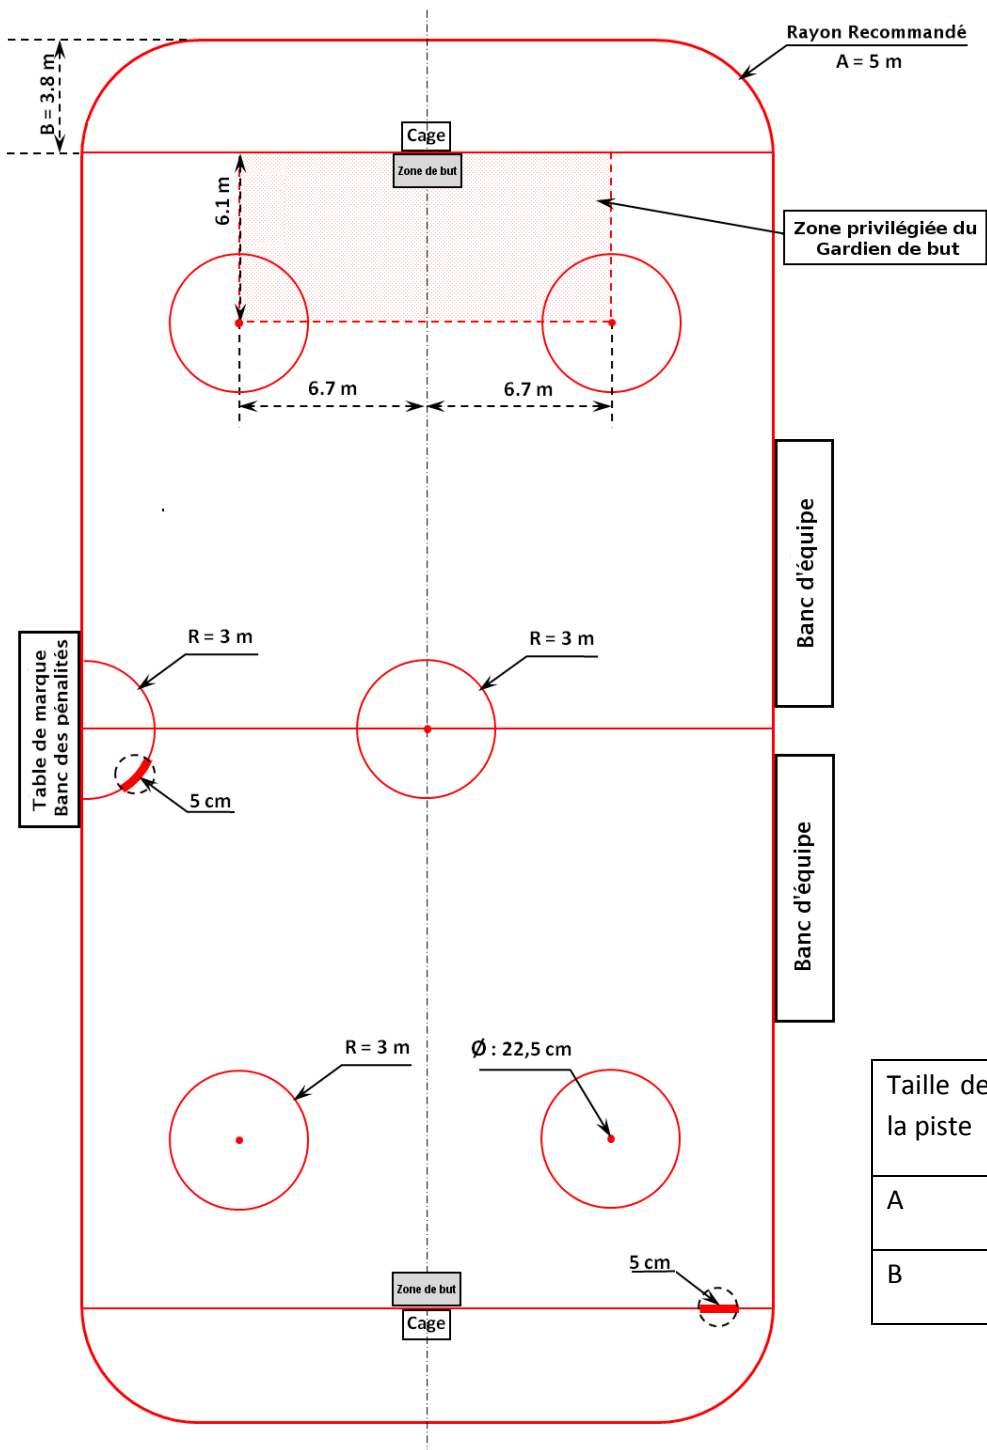 Rayon Recommandé
A = 5 m
B = 3.8 m
Cage
Zone de but
6.1 m
Zone privilégiée du
Gardien de but
6.7 m
6.7 m
Banc d'équipe
R = 3 m
R = 3 m
Table de marque
Banc des pénalités
5 cm
Banc d'équipe
R = 3 m
Ø : 22,5 cm
Taille de
la piste
A
B
5 cm
Zone de but
Cage